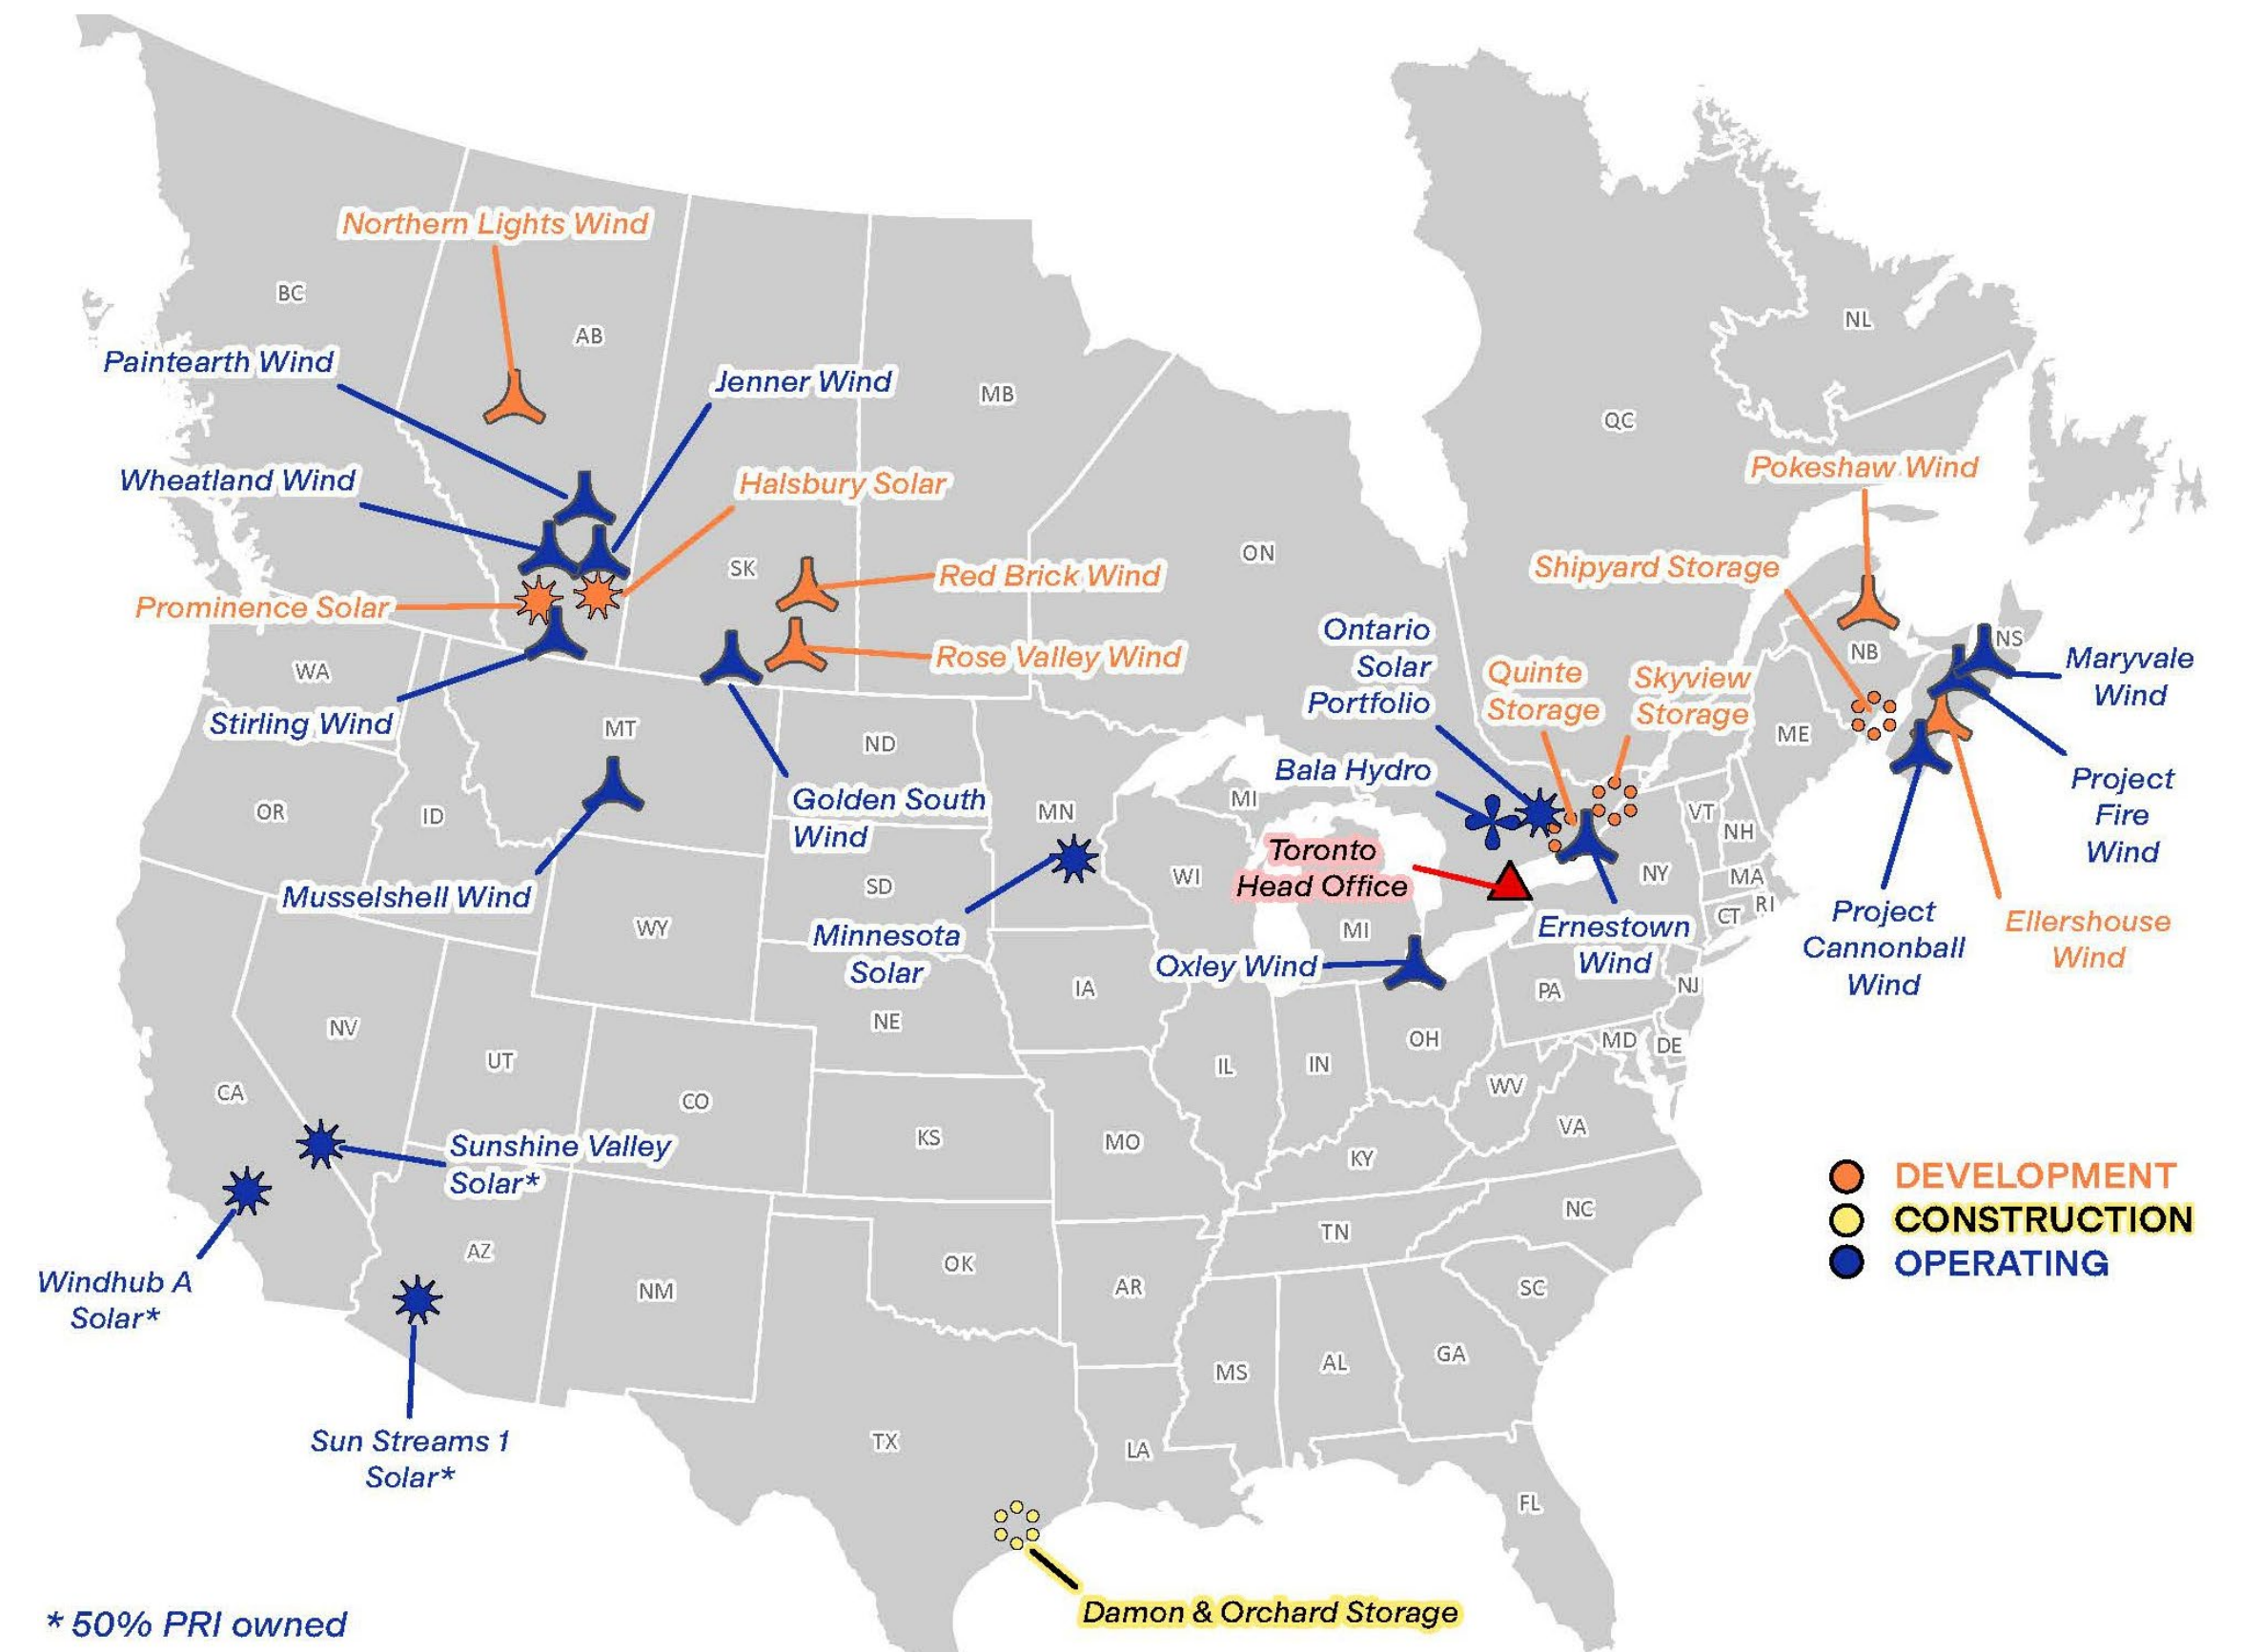 Northern Lights Wind
BC
AB
NL
Paintearth Wind
Jenner Wind
MB
QC
Wheatland Wind
Halsbury Solar
Pokeshaw Wind
SK
Red Brick Wind
ON
Shipyard Storage
Prominence Solar
Rose Valley Wind
Ontario
Solar
Portfolio
Quinte
Storage
Skyview
Storage
NB
NS
Maryvale
Wind
WA
Stirling Wind
MT
ND
ME
Bala Hydro
Project
Fire
Wind
OR
ID
Golden South
Wind
MN
MI
VT
NH
Toronto
Head Office
Musselshell Wind
SD
WI
NY
MA
RI
CT
WY
Minnesota
Solar
MI
Oxley Wind
Ernestown
Wind
Project
Cannonball
Wind
Ellershouse
Wind
IA
PA
NJ
NV
NE
OH
MD
DE
UT
IL
IN
CA
CO
WV
KS
MO
VA
Sunshine Valley
Solar*
KY
DEVELOPMENT
CONSTRUCTION
OPERATING
NC
TN
AZ
OK
Windhub A
Solar*
NM
AR
SC
MS
AL
GA
Sun Streams 1
Solar*
TX
LA
FL
Damon & Orchard Storage
* 50% PRI owned